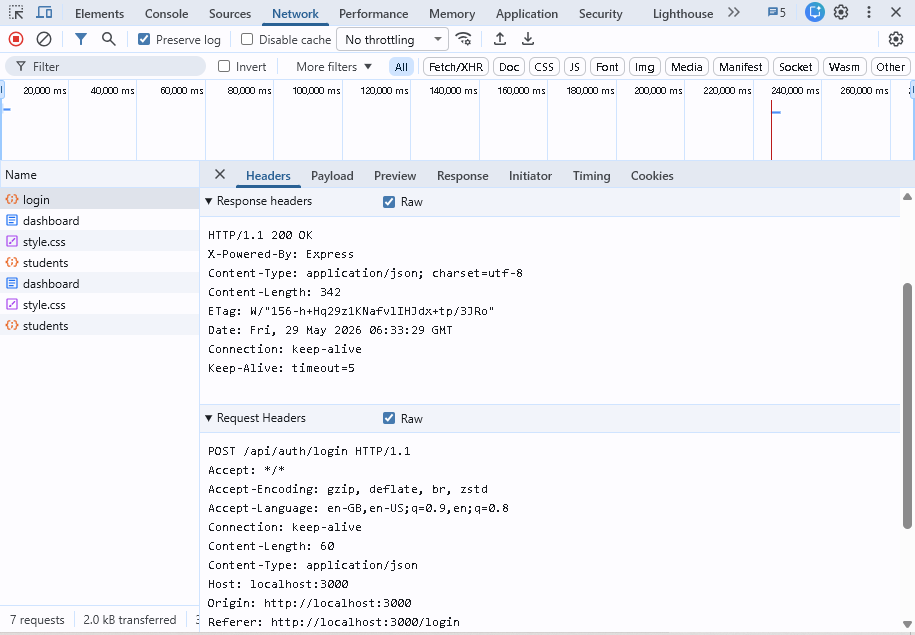 Elements Console Sources Network Performance Memory Application Security Lighthouse 5
Preserve log Disable cache No throttling
Filter Invert More filters All Fetch/XHR Doc CSS JS Font Img Media Manifest Socket Wasm Other
20,000 ms 40,000 ms 60,000 ms 80,000 ms 100,000 ms 120,000 ms 140,000 ms 160,000 ms 180,000 ms 200,000 ms 220,000 ms 240,000 ms 260,000 ms
Name
login
dashboard
style.css
students
dashboard
style.css
students
7 requests 2.0 kB transferred
Headers Payload Preview Response Initiator Timing Cookies
Response headers Raw
HTTP/1.1 200 OK
X-Powered-By: Express
Content-Type: application/json; charset=utf-8
Content-Length: 342
ETag: W/"156-h+Hq29z1KNafvlIHJdx+tp/3JRo"
Date: Fri, 29 May 2026 06:33:29 GMT
Connection: keep-alive
Keep-Alive: timeout=5
Request Headers Raw
POST /api/auth/login HTTP/1.1
Accept: */*
Accept-Encoding: gzip, deflate, br, zstd
Accept-Language: en-GB,en-US;q=0.9,en;q=0.8
Connection: keep-alive
Content-Length: 60
Content-Type: application/json
Host: localhost:3000
Origin: http://localhost:3000
Referer: http://localhost:3000/login